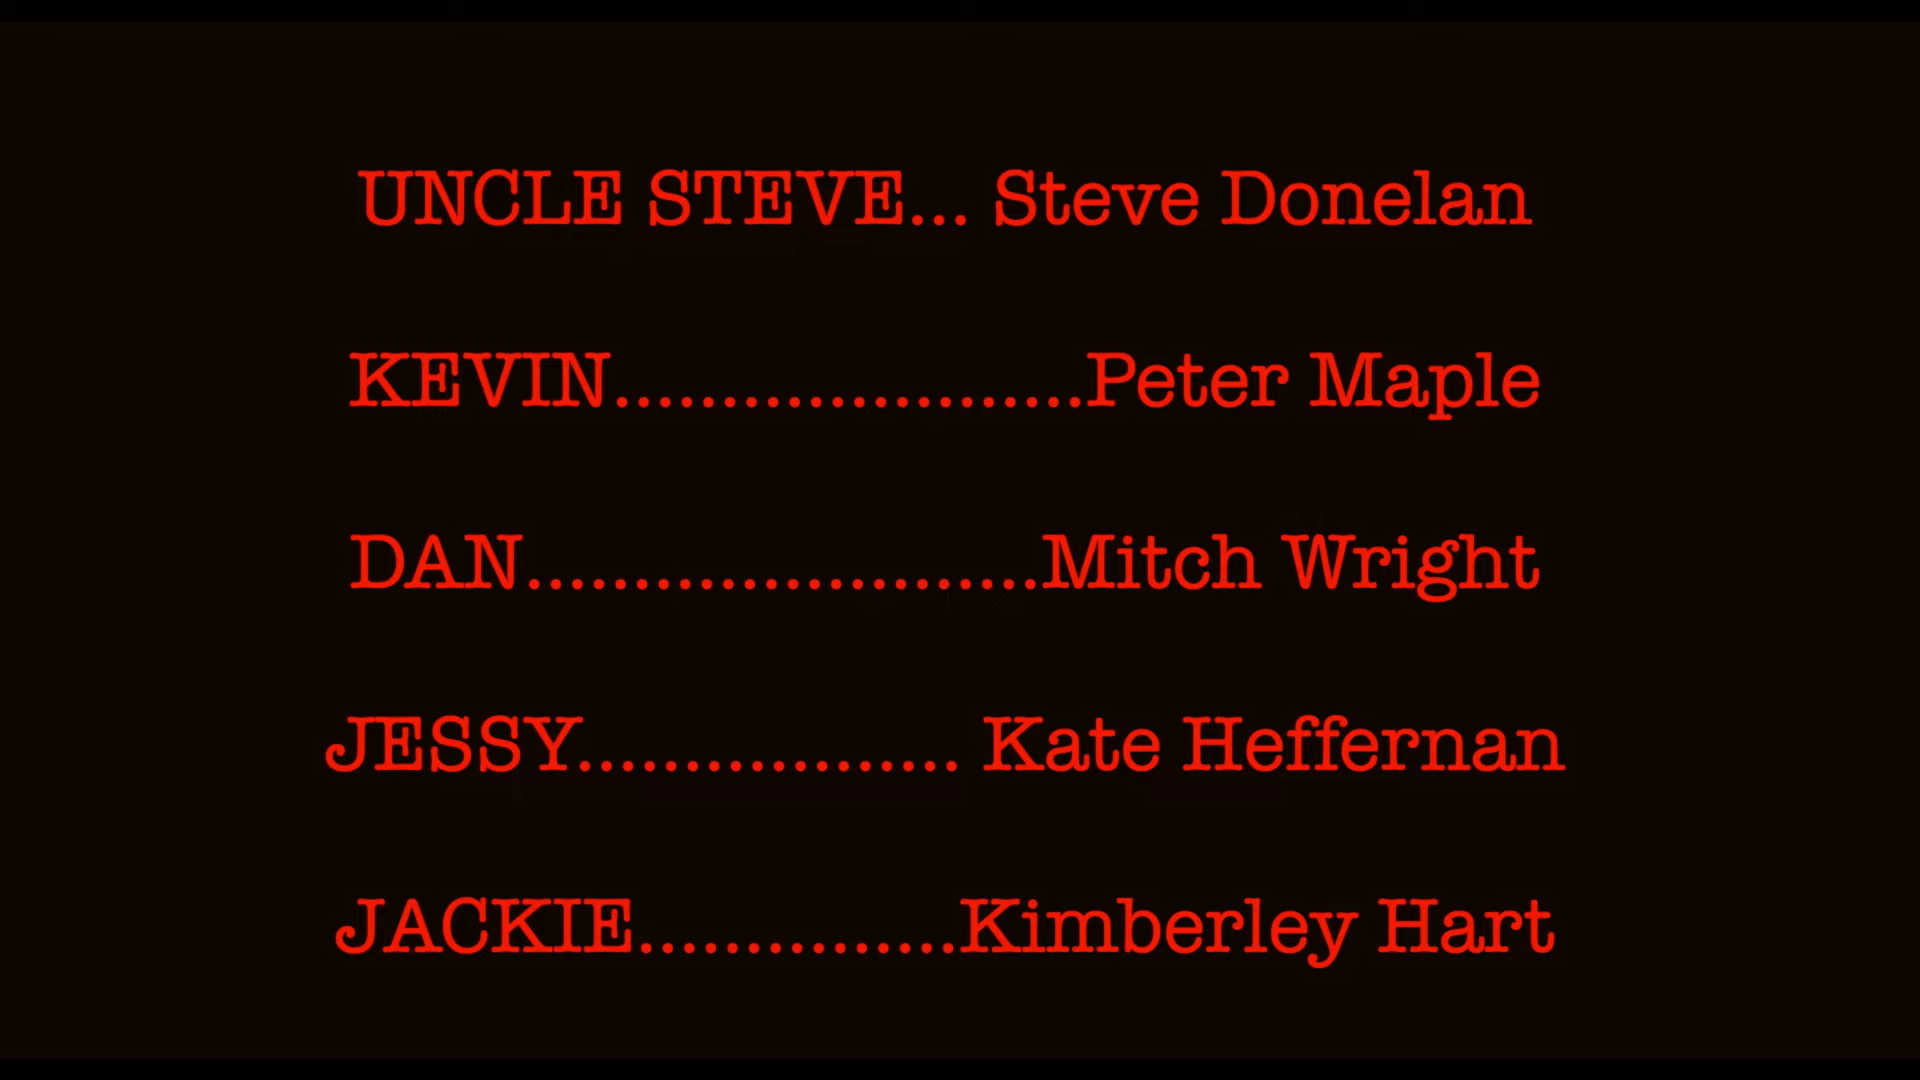 UNCLE STEVE... Steve Donelan
KEVIN......................Peter Maple
DAN........................Mitch Wright
JESSY.................. Kate Heffernan
JACKIE...............Kimberley Hart